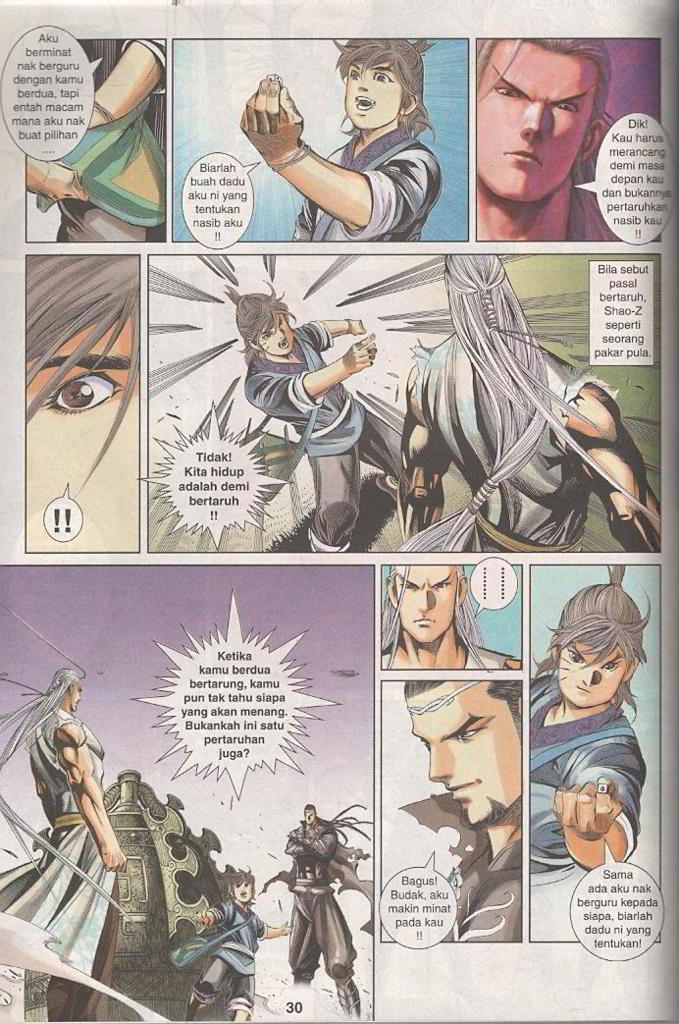 Aku
berminat
nak berguru
dengan kamu
berdua, tapi
entah macam
mana aku nak
buat pilihan
....
Biarlah
buah dadu
aku ni yang
tentukan
nasib aku
!!
Dik!
Kau harus
merancang
demi masa
depan kau
dan bukannya
pertaruhkan
nasib kau
!!
!!
Bila sebut
pasal
bertaruh,
Shao-Z
seperti
seorang
pakar pula.
Tidak!
Kita hidup
adalah demi
bertaruh
!!
Ketika
kamu berdua
bertarung, kamu
pun tak tahu siapa
yang akan menang.
Bukankah ini satu
pertaruhan
juga?
Bagus!
Budak, aku
makin minat
pada kau
!!
Sama
ada aku nak
berguru kepada
siapa, biarlah
dadu ni yang
tentukan!
30